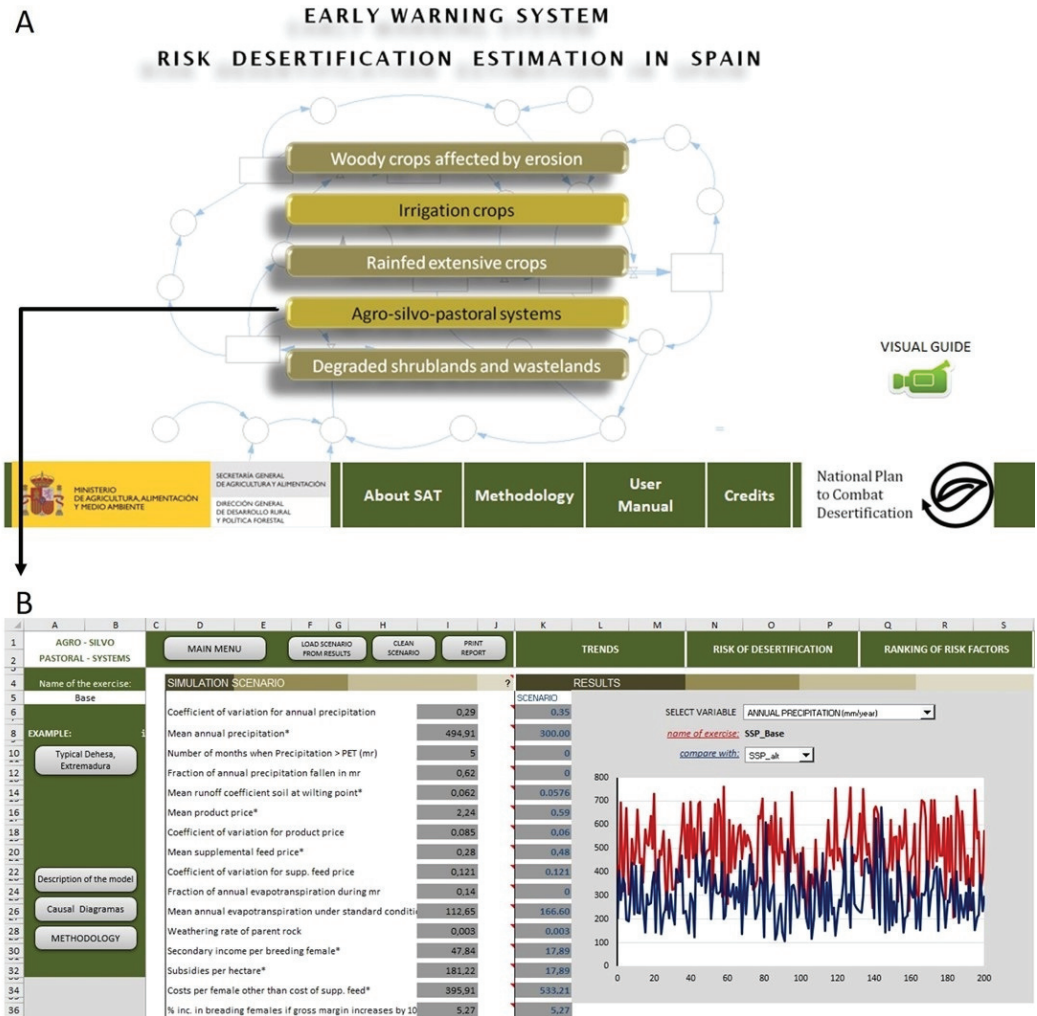 A
EARLY WARNING SYSTEM
RISK DESERTIFICATION ESTIMATION IN SPAIN
Woody crops affected by erosion
Irrigation crops
Rainfed extensive crops
Agro-silvo-pastoral systems
Degraded shrublands and wastelands
VISUAL GUIDE
MINISTERIO
DE AGRICULTURA, ALIMENTACIÓN
Y MEDIO AMBIENTE
SECRETARÍA GENERAL
DE AGRICULTURA Y ALIMENTACIÓN
DIRECCIÓN GENERAL
DE DESARROLLO RURAL
Y POLÍTICA FORESTAL
About SAT
Methodology
User
Manual
Credits
National Plan
to Combat
Desertification
B
A B C D E F G H I J K L M N O P Q R S
1 AGRO - SILVO
2 PASTORAL - SYSTEMS
MAIN MENU
LOAD SCENARIO
FROM RESULTS
CLEAN
SCENARIO
PRINT
REPORT
TRENDS
RISK OF DESERTIFICATION
RANKING OF RISK FACTORS
4 Name of the exercise: SIMULATION SCENARIO ? RESULTS
5 Base SCENARIO
6 Coefficient of variation for annual precipitation 0,29 0.35
8 EXAMPLE: i Mean annual precipitation* 494,91 300.00
10 Number of months when Precipitation > PET (mr) 5 0
Typical Dehesa,
Extremadura
12 Fraction of annual precipitation fallen in mr 0,62 0
14 Mean runoff coefficient soil at wilting point* 0,062 0.0576
16 Mean product price* 2,24 0.59
18 Coefficient of variation for product price 0,085 0,06
20 Mean supplemental feed price* 0,28 0,48
22 Coefficient of variation for supp. feed price 0,121 0.121
Description of the model
24 Fraction of annual evapotranspiration during mr 0,14 0
26 Causal Diagramas Mean annual evapotranspiration under standard conditi 112,65 166.60
28 METHODOLOGY Weathering rate of parent rock 0,003 0.003
30 Secondary income per breeding female* 47,84 17,89
32 Subsidies per hectare* 181,22 17,89
34 Costs per female other than cost of supp. feed* 395,91 533,21
36 % inc. in breading females if gross margin increases by 10 5,27 5,27
SELECT VARIABLE ANNUAL PRECIPITATION (mm/year)
name of exercise: SSP_Base
compare with: SSP_alt
800
700
600
500
400
300
200
100
0
0 20 40 60 80 100 120 140 160 180 200